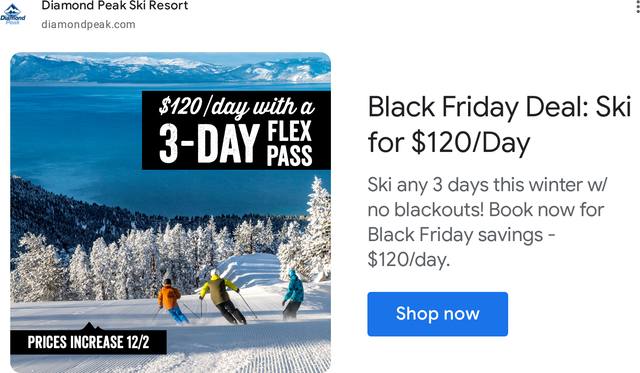 Diamond Peak Ski Resort
Diamond
Peak
diamondpeak.com
$120/day with a
3-DAY FLEX
PASS
PRICES INCREASE 12/2
Black Friday Deal: Ski
for $120/Day
Ski any 3 days this winter w/
no blackouts! Book now for
Black Friday savings -
$120/day.
Shop now